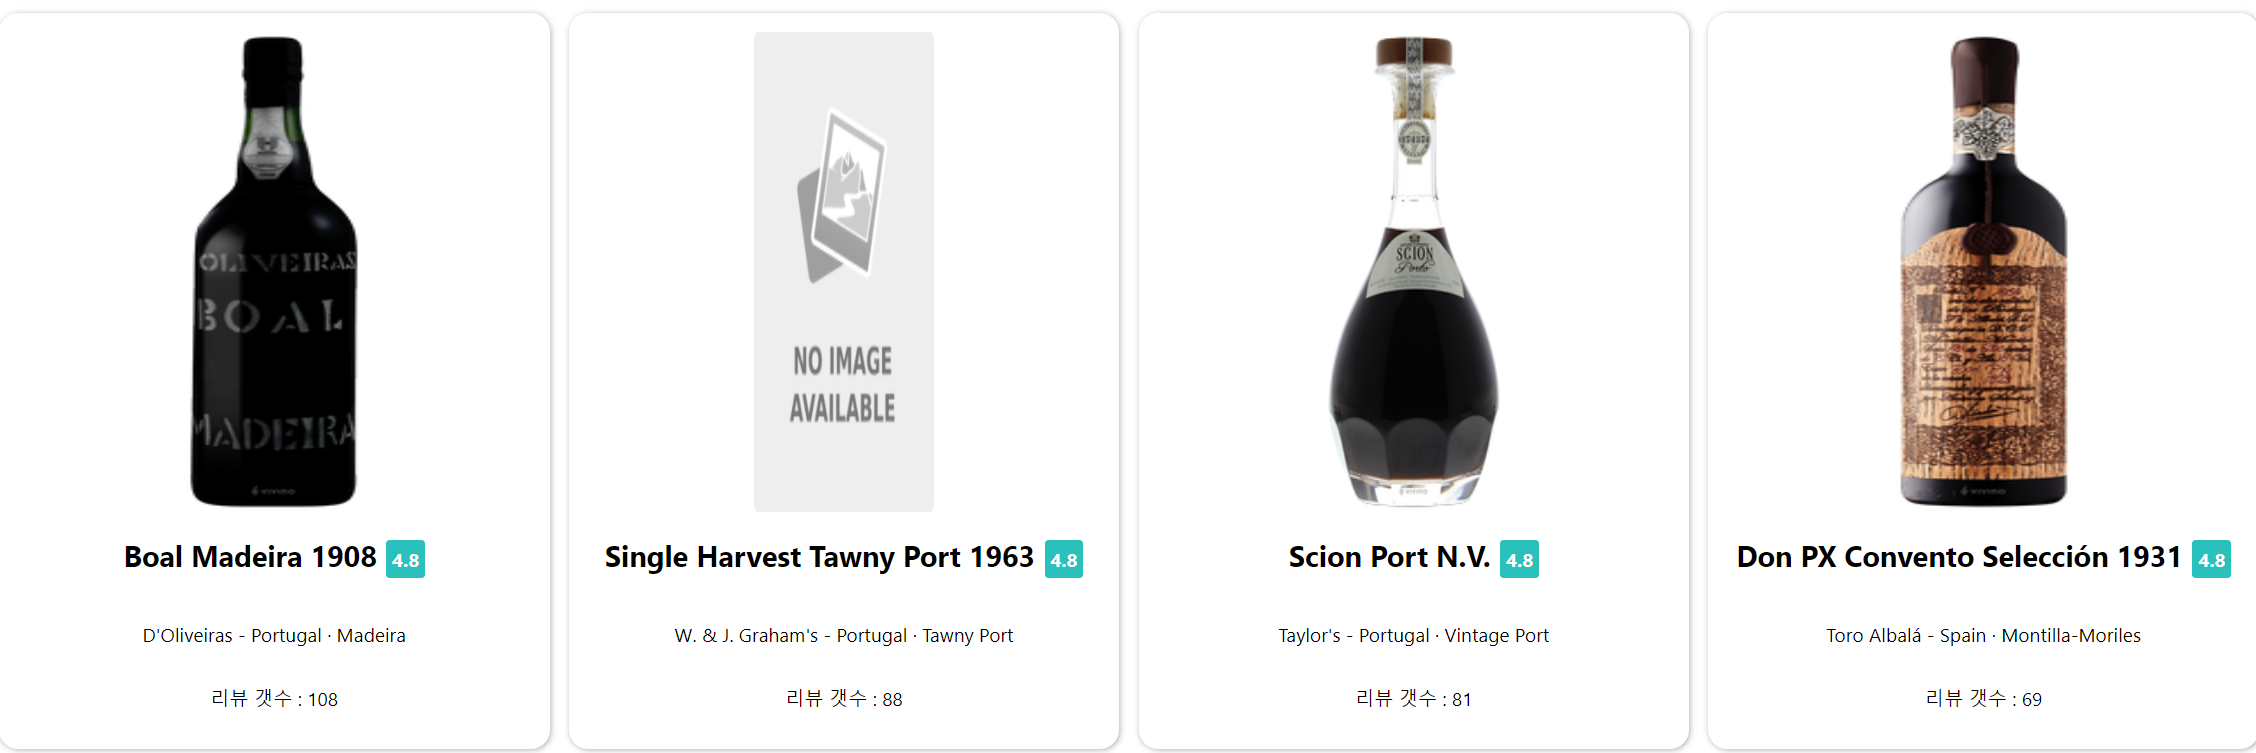 OLIVEIRAS
BOAL
MADEIRA
vivino
Boal Madeira 1908 4.8
D'Oliveiras - Portugal · Madeira
리뷰 갯수 : 108
NO IMAGE
AVAILABLE
Single Harvest Tawny Port 1963 4.8
W. & J. Graham's - Portugal · Tawny Port
리뷰 갯수 : 88
SCION
Porto
vivino
Scion Port N.V. 4.8
Taylor's - Portugal · Vintage Port
리뷰 갯수 : 81
vivino
Don PX Convento Selección 1931 4.8
Toro Albalá - Spain · Montilla-Moriles
리뷰 갯수 : 69